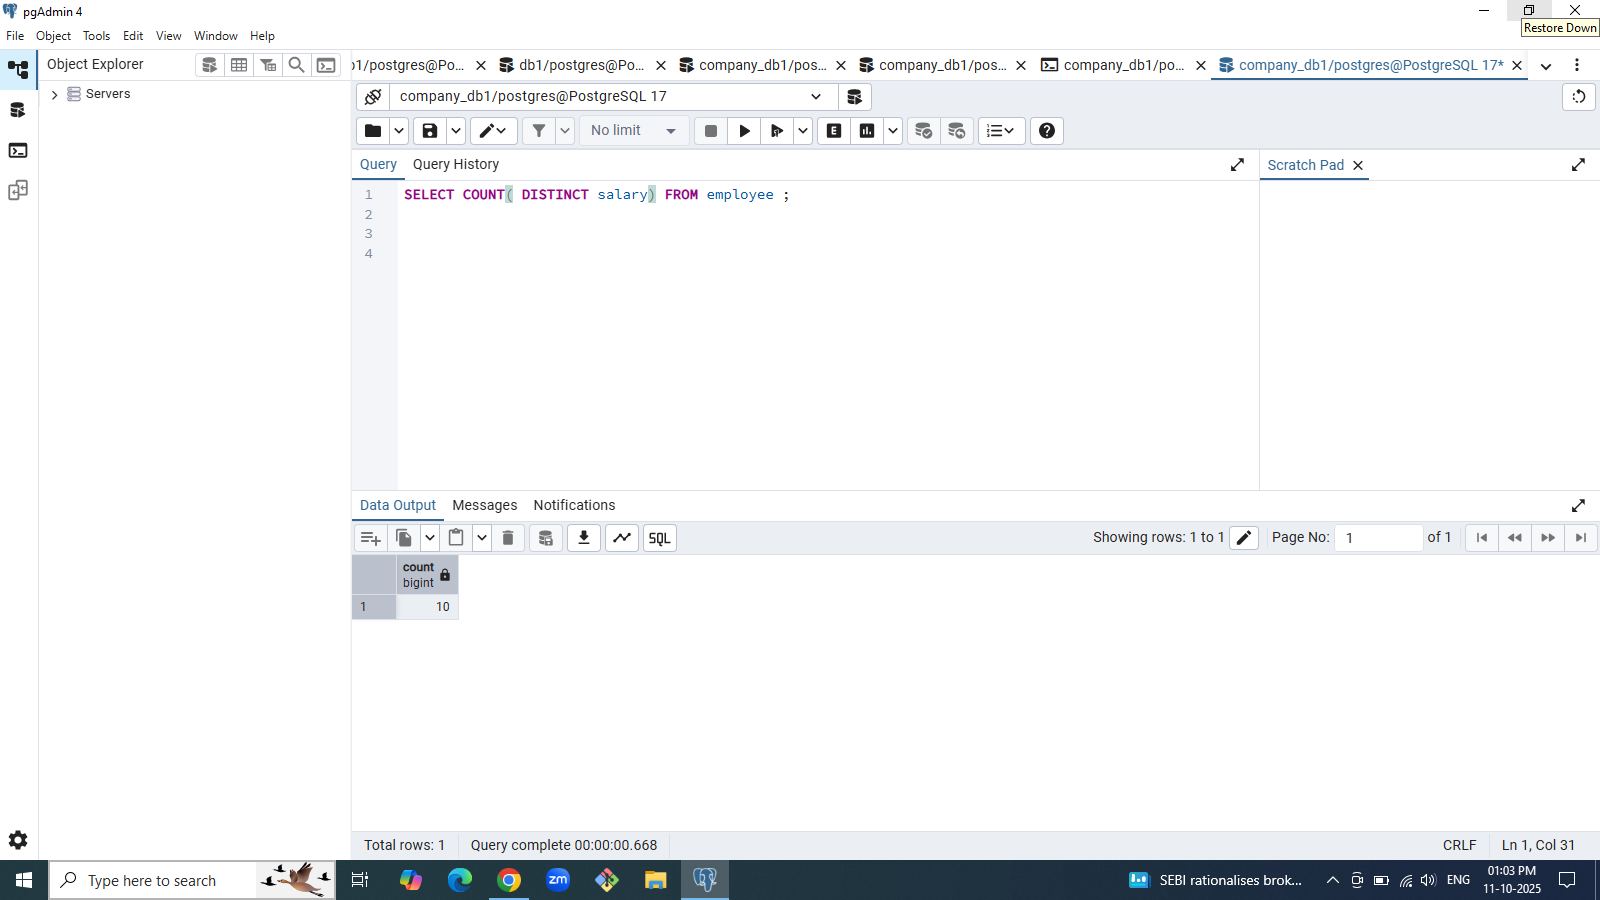 pgAdmin 4
Restore Down
File Object Tools Edit View Window Help
Object Explorer
Servers
b1/postgres@Po...
db1/postgres@Po...
company_db1/pos...
company_db1/pos...
company_db1/po...
company_db1/postgres@PostgreSQL 17*
company_db1/postgres@PostgreSQL 17
No limit
E
Query Query History
Scratch Pad
1 SELECT COUNT( DISTINCT salary) FROM employee ;
2
3
4
Data Output Messages Notifications
SQL
Showing rows: 1 to 1
Page No: 1 of 1
count
bigint
1 10
Total rows: 1 Query complete 00:00:00.668
CRLF Ln 1, Col 31
Type here to search
zm
SEBI rationalises brok...
ENG
01:03 PM
11-10-2025